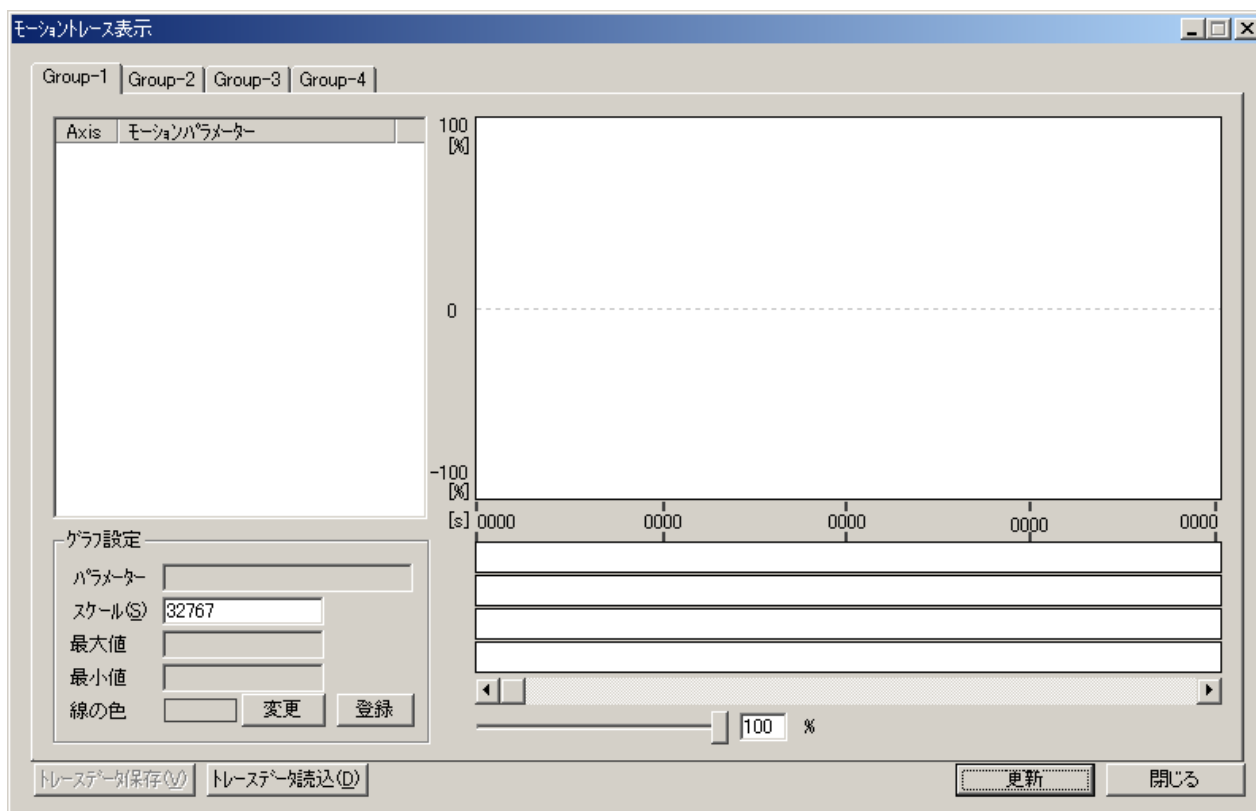 モーショントレース表示
Group-1 Group-2 Group-3 Group-4
Axis モーションパラメーター
100
[%]
0
-100
[%]
[s] 0000 0000 0000 0000 0000
グラフ設定
パラメーター
スケール(S) 32767
最大値
最小値
線の色 変更 登録
100 %
トレースデータ保存(V) トレースデータ読込(D) 更新 閉じる